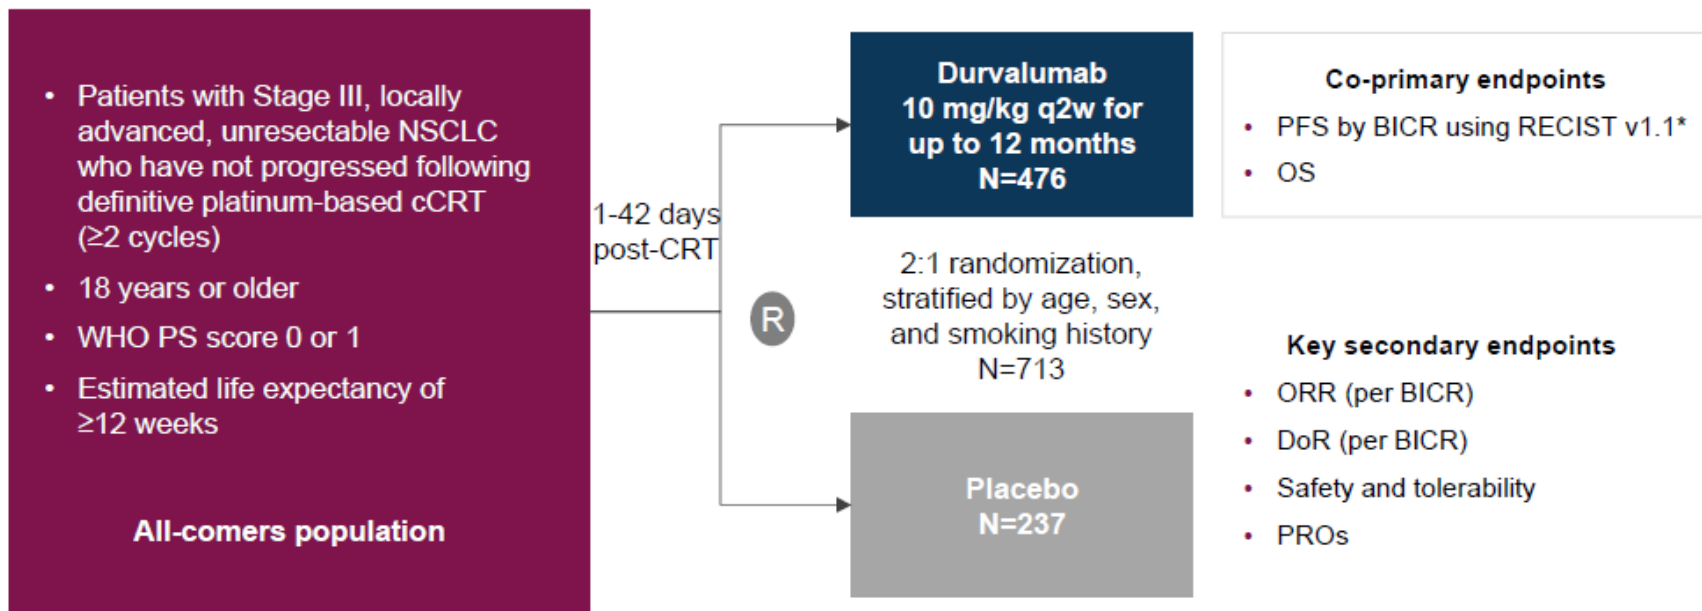 • Patients with Stage III, locally
advanced, unresectable NSCLC
who have not progressed following
definitive platinum-based cCRT
(≥2 cycles)
• 18 years or older
• WHO PS score 0 or 1
• Estimated life expectancy of
≥12 weeks
All-comers population
1-42 days
post-CRT
R
Durvalumab
10 mg/kg q2w for
up to 12 months
N=476
2:1 randomization,
stratified by age, sex,
and smoking history
N=713
Placebo
N=237
Co-primary endpoints
• PFS by BICR using RECIST v1.1*
• OS
Key secondary endpoints
• ORR (per BICR)
• DoR (per BICR)
• Safety and tolerability
• PROs